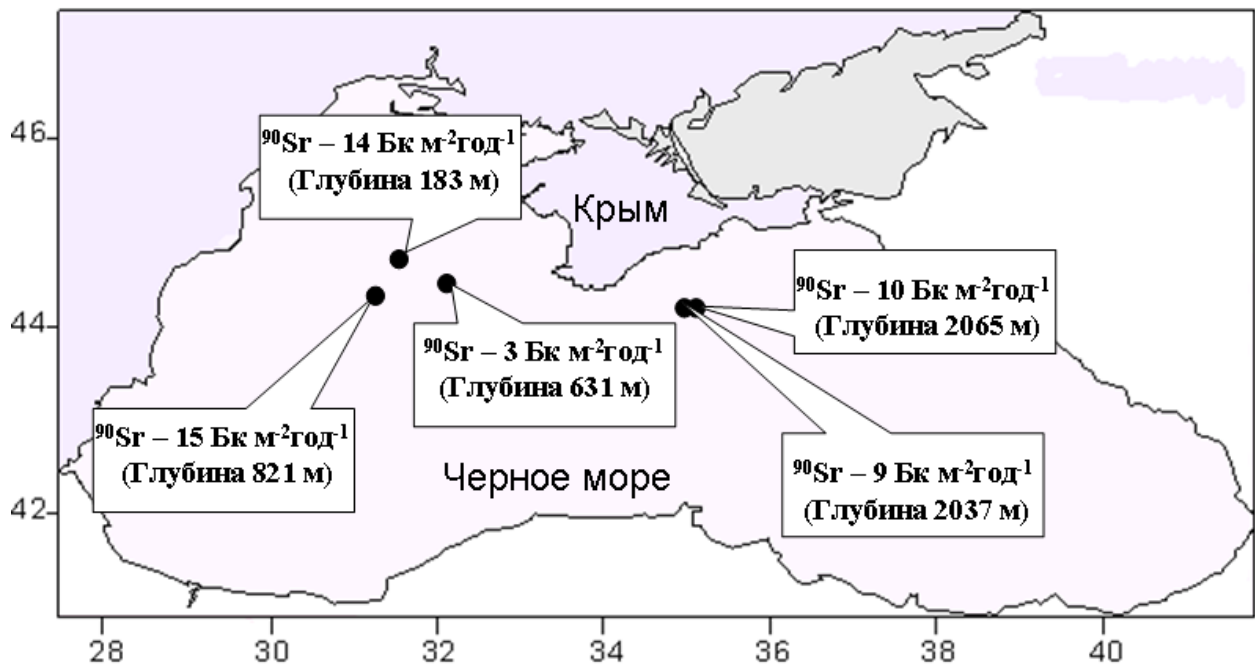 46
⁹⁰Sr – 14 Бк м⁻²год⁻¹
(Глубина 183 м)
Крым
⁹⁰Sr – 10 Бк м⁻²год⁻¹
(Глубина 2065 м)
44
⁹⁰Sr – 3 Бк м⁻²год⁻¹
(Глубина 631 м)
⁹⁰Sr – 15 Бк м⁻²год⁻¹
(Глубина 821 м)
Черное море
⁹⁰Sr – 9 Бк м⁻²год⁻¹
(Глубина 2037 м)
42
28 30 32 34 36 38 40